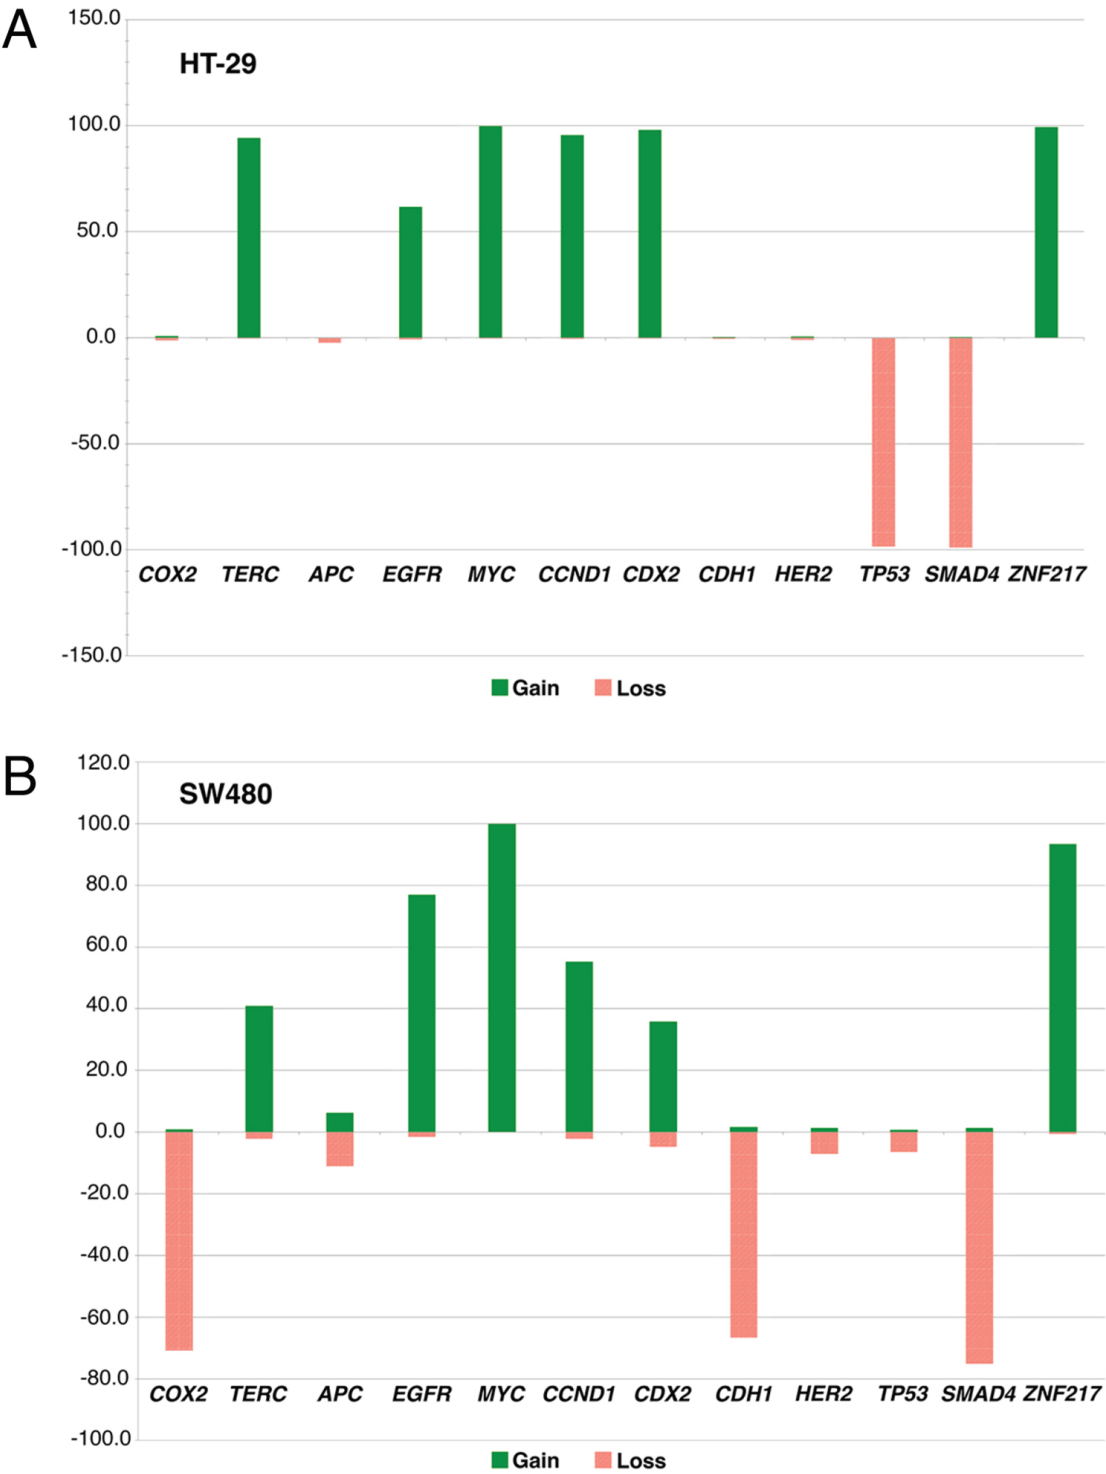 A
150.0
HT-29
100.0
50.0
0.0
-50.0
-100.0
COX2 TERC APC EGFR MYC CCND1 CDX2 CDH1 HER2 TP53 SMAD4 ZNF217
-150.0
Gain Loss
B
120.0
SW480
100.0
80.0
60.0
40.0
20.0
0.0
-20.0
-40.0
-60.0
-80.0
COX2 TERC APC EGFR MYC CCND1 CDX2 CDH1 HER2 TP53 SMAD4 ZNF217
-100.0
Gain Loss